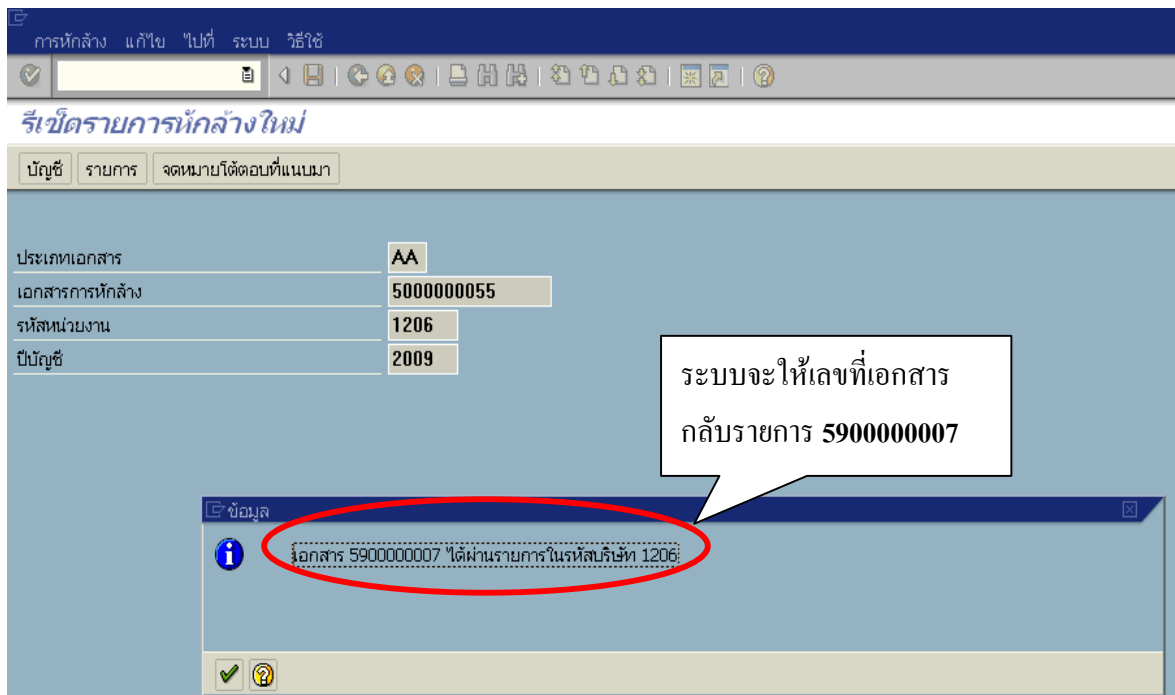 การหักล้าง แก้ไข ไปที่ ระบบ วิธีใช้
รีเซ็ตรายการหักล้างใหม่
บัญชี รายการ จดหมายโต้ตอบที่แนบมา
ประเภทเอกสาร AA
เอกสารการหักล้าง 5000000055
รหัสหน่วยงาน 1206
ปีบัญชี 2009
ระบบจะให้เลขที่เอกสาร
กลับรายการ 5900000007
ข้อมูล
เอกสาร 5900000007 ได้ผ่านรายการในรหัสบริษัท 1206